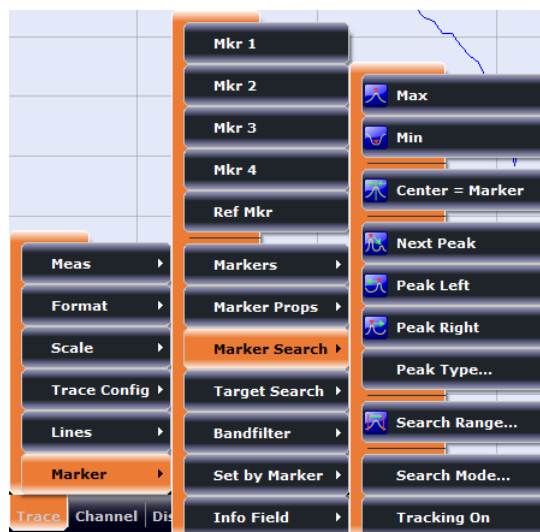 Mkr 1
Mkr 2
Mkr 3
Mkr 4
Ref Mkr
Markers
Marker Props
Marker Search
Target Search
Bandfilter
Set by Marker
Info Field
Max
Min
Center = Marker
Next Peak
Peak Left
Peak Right
Peak Type...
Search Range...
Search Mode...
Tracking On
Meas
Format
Scale
Trace Config
Lines
Marker
Trace Channel Dis